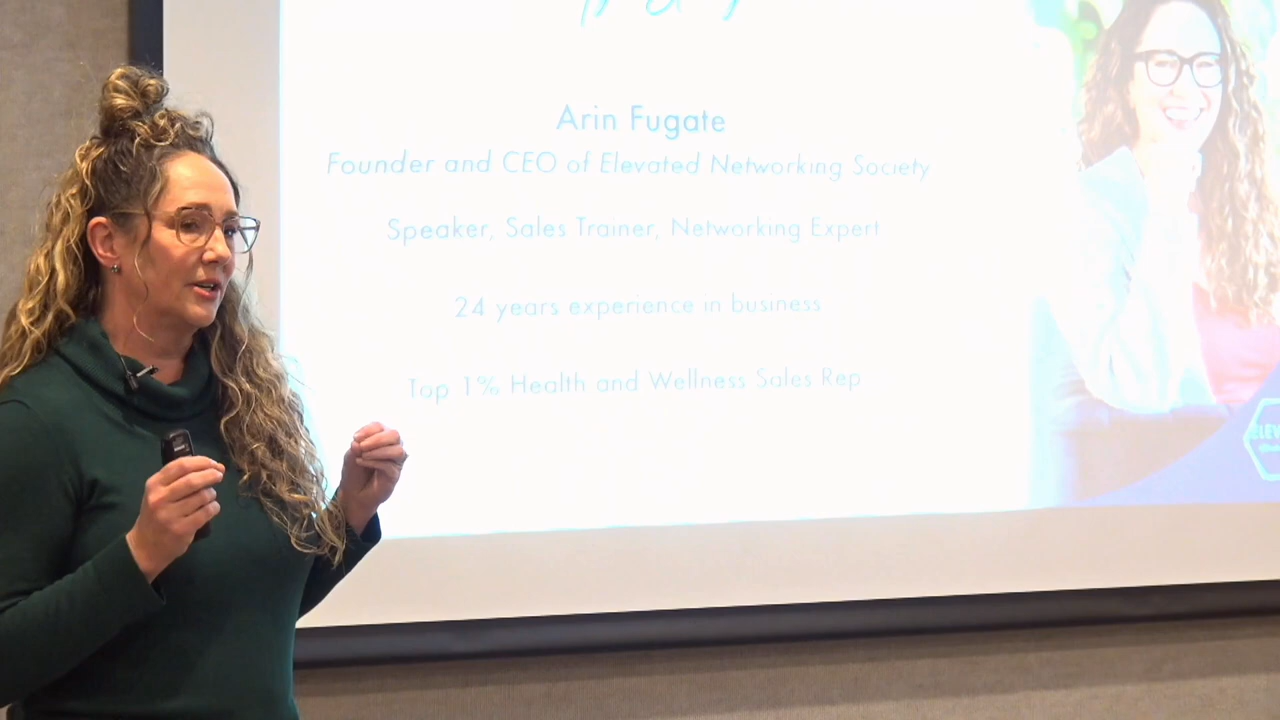 Arin Fugate
Founder and CEO of Elevated Networking Society
Speaker, Sales Trainer, Networking Expert
24 years experience in business
Top 1% Health and Wellness Sales Rep